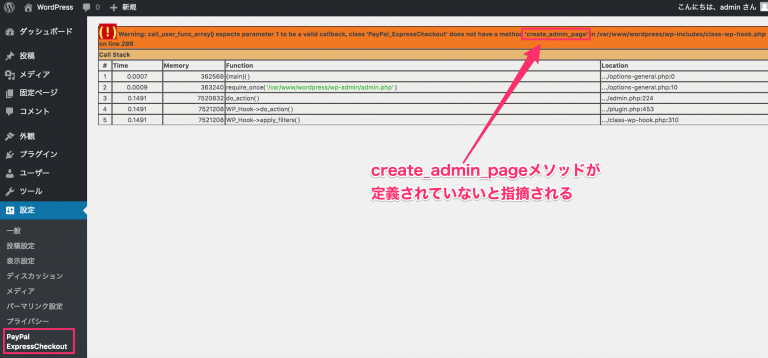 WordPress 0 + 新規
こんにちは、admin さん
ダッシュボード
投稿
メディア
固定ページ
コメント
外観
プラグイン
ユーザー
ツール
設定
一般
投稿設定
表示設定
ディスカッション
メディア
パーマリンク設定
プライバシー
PayPal
ExpressCheckout
( ! ) Warning: call_user_func_array() expects parameter 1 to be a valid callback, class 'PayPal_ExpressCheckout' does not have a method 'create_admin_page' in /var/www/wordpress/wp-includes/class-wp-hook.php
on line 286
Call Stack
# Time Memory Function Location
1 0.0007 362568 {main}() .../options-general.php:0
2 0.0009 363240 require_once( '/var/www/wordpress/wp-admin/admin.php' ) .../options-general.php:10
3 0.1491 7520832 do_action() .../admin.php:224
4 0.1491 7521208 WP_Hook->do_action() .../plugin.php:453
5 0.1491 7521208 WP_Hook->apply_filters() .../class-wp-hook.php:310
create_admin_pageメソッドが
定義されていないと指摘される